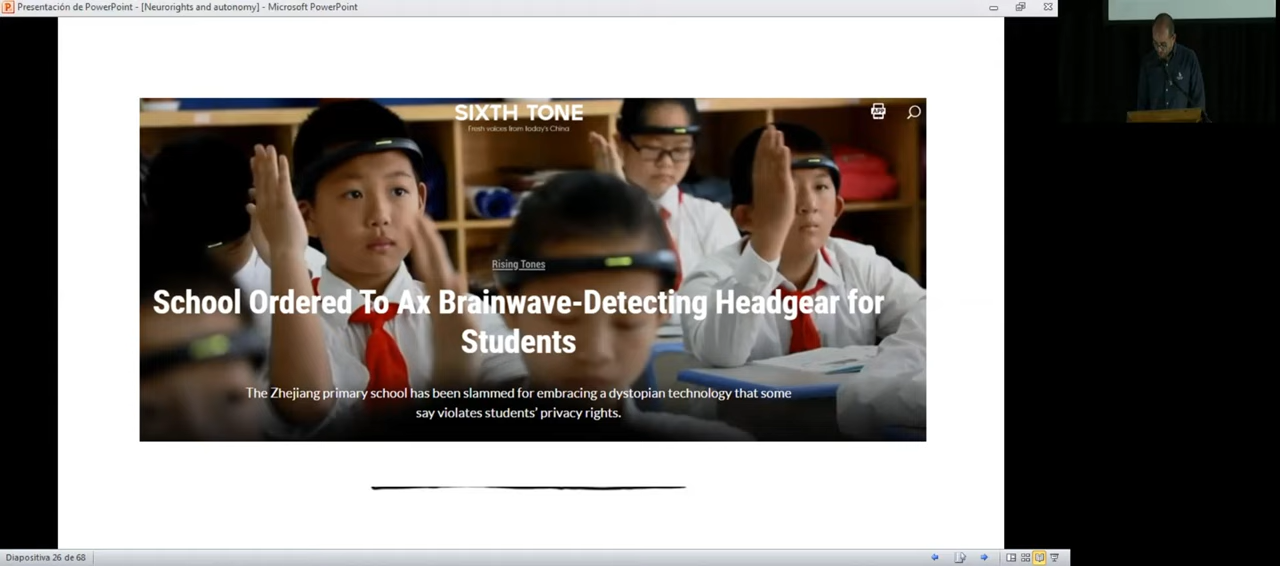 Presentación de PowerPoint - [Neurorights and autonomy] - Microsoft PowerPoint
SIXTH TONE
Fresh voices from today's China
APP
Rising Tones
School Ordered To Ax Brainwave-Detecting Headgear for
Students
The Zhejiang primary school has been slammed for embracing a dystopian technology that some
say violates students' privacy rights.
Diapositiva 26 de 68